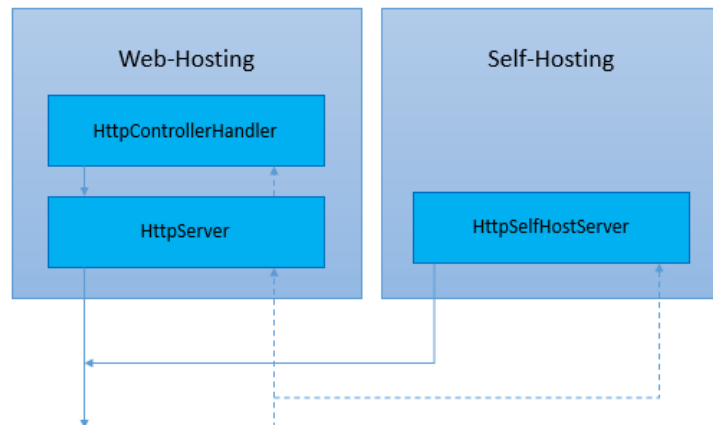 Web-Hosting
HttpControllerHandler
HttpServer
Self-Hosting
HttpSelfHostServer